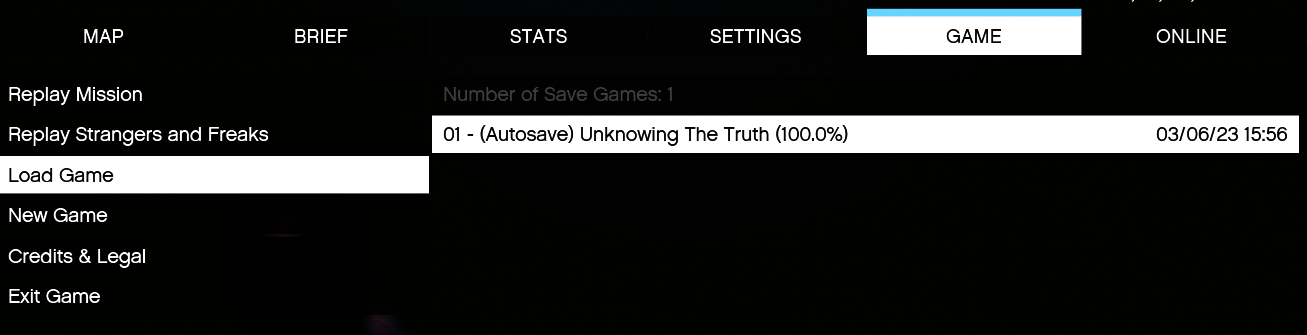 MAP BRIEF STATS SETTINGS GAME ONLINE
Replay Mission
Replay Strangers and Freaks
Load Game
New Game
Credits & Legal
Exit Game
Number of Save Games: 1
01 - (Autosave) Unknowing The Truth (100.0%) 03/06/23 15:56